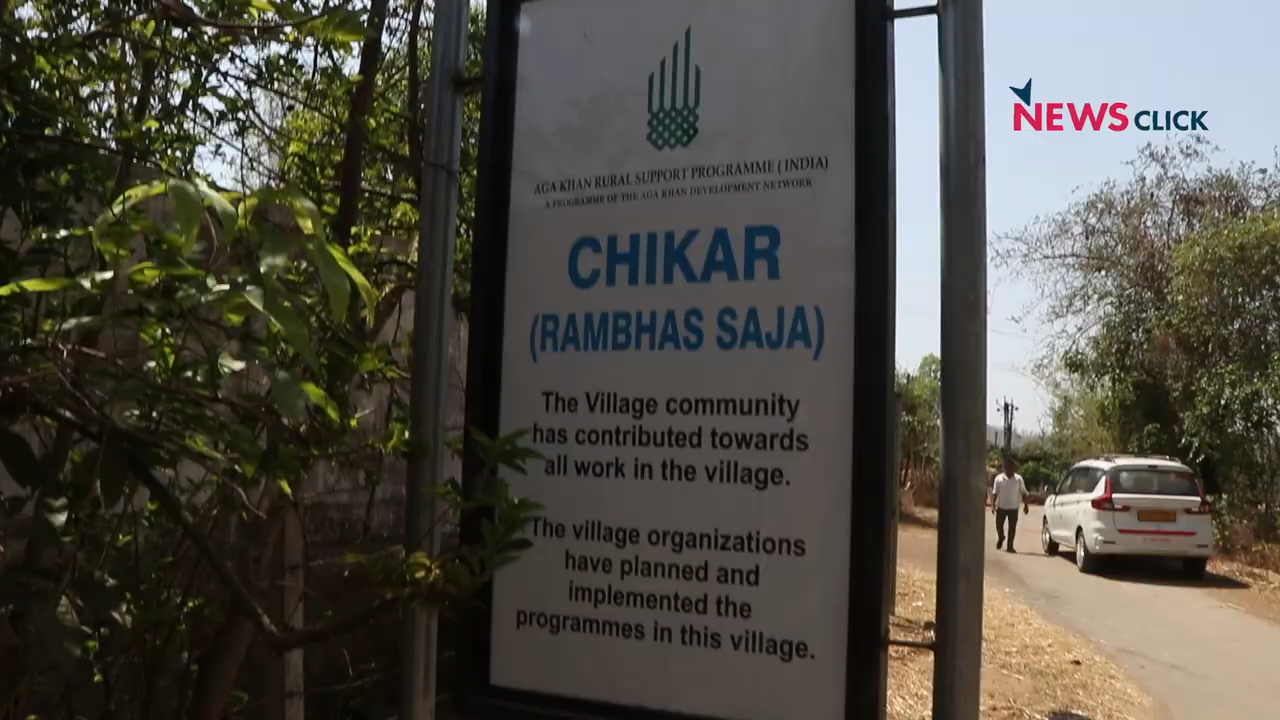 NEWSCLICK
AGA KHAN RURAL SUPPORT PROGRAMME (INDIA)
A PROGRAMME OF THE AGA KHAN DEVELOPMENT NETWORK
CHIKAR
(RAMBHAS SAJA)
The Village community
has contributed towards
all work in the village.
The village organizations
have planned and
implemented the
programmes in this village.